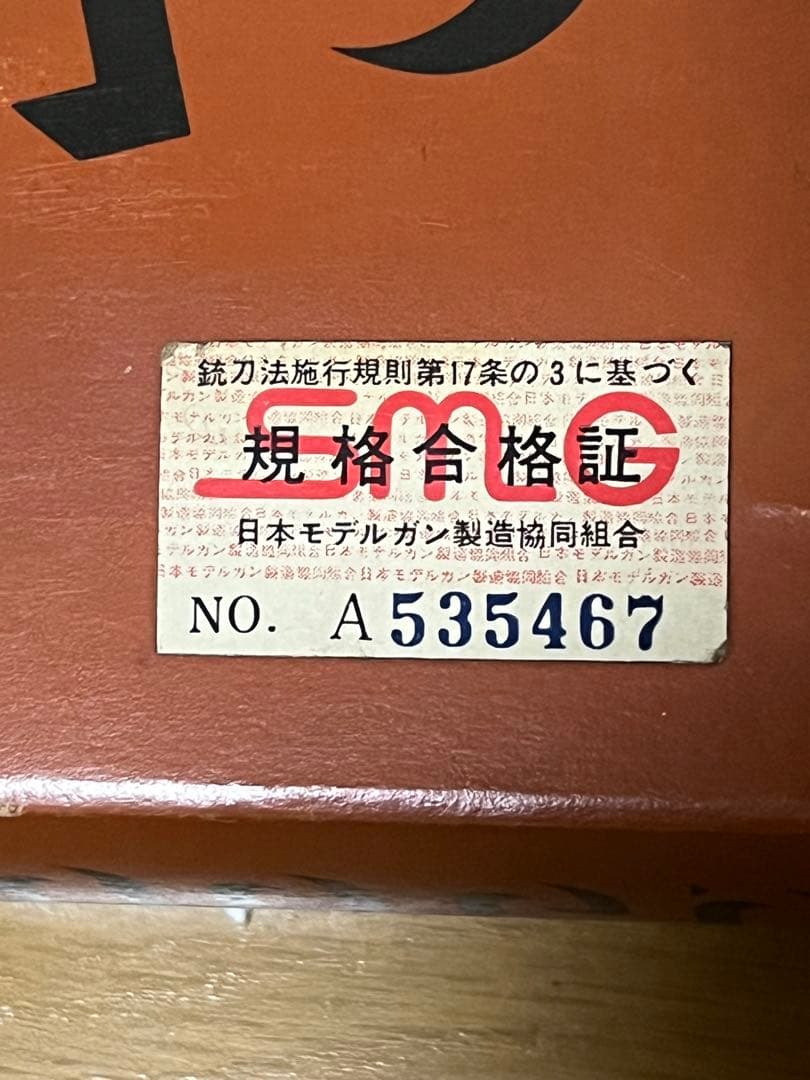 銃刀法施行規則第17条の3に基づく
SMG
規格合格証
日本モデルガン製造協同組合
NO. A535467